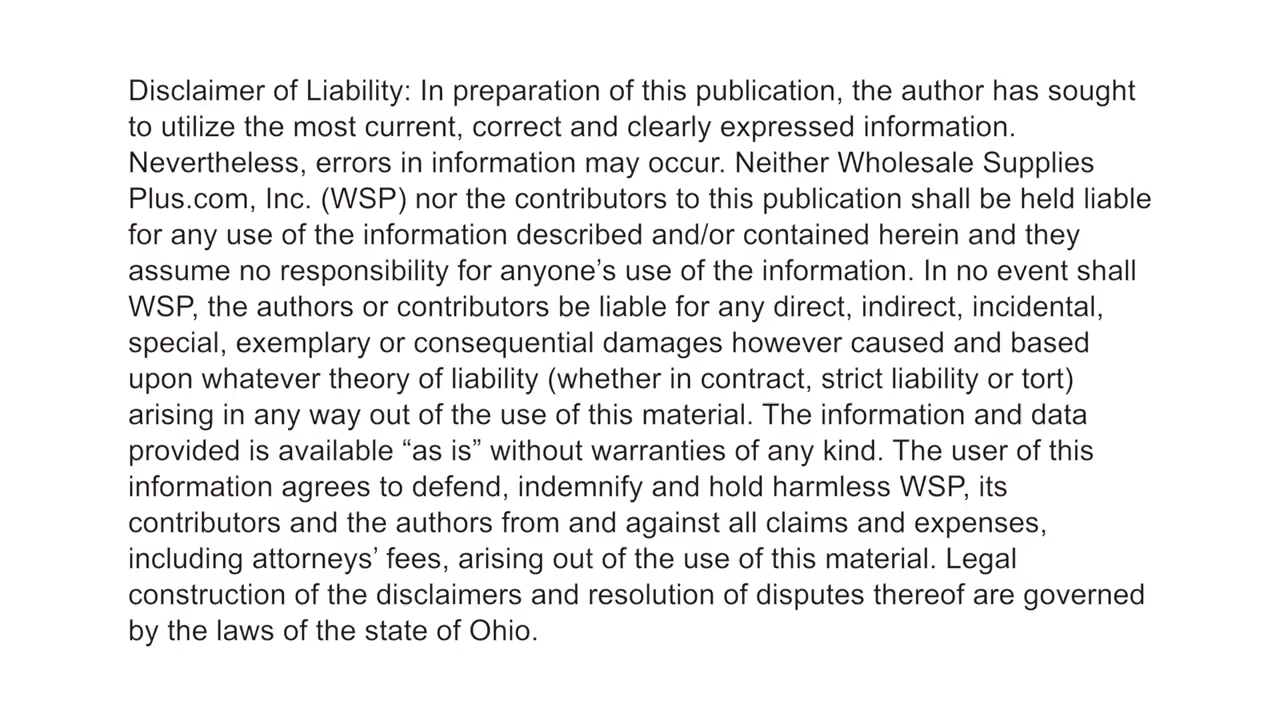 Disclaimer of Liability: In preparation of this publication, the author has sought
to utilize the most current, correct and clearly expressed information.
Nevertheless, errors in information may occur. Neither Wholesale Supplies
Plus.com, Inc. (WSP) nor the contributors to this publication shall be held liable
for any use of the information described and/or contained herein and they
assume no responsibility for anyone’s use of the information. In no event shall
WSP, the authors or contributors be liable for any direct, indirect, incidental,
special, exemplary or consequential damages however caused and based
upon whatever theory of liability (whether in contract, strict liability or tort)
arising in any way out of the use of this material. The information and data
provided is available “as is” without warranties of any kind. The user of this
information agrees to defend, indemnify and hold harmless WSP, its
contributors and the authors from and against all claims and expenses,
including attorneys’ fees, arising out of the use of this material. Legal
construction of the disclaimers and resolution of disputes thereof are governed
by the laws of the state of Ohio.